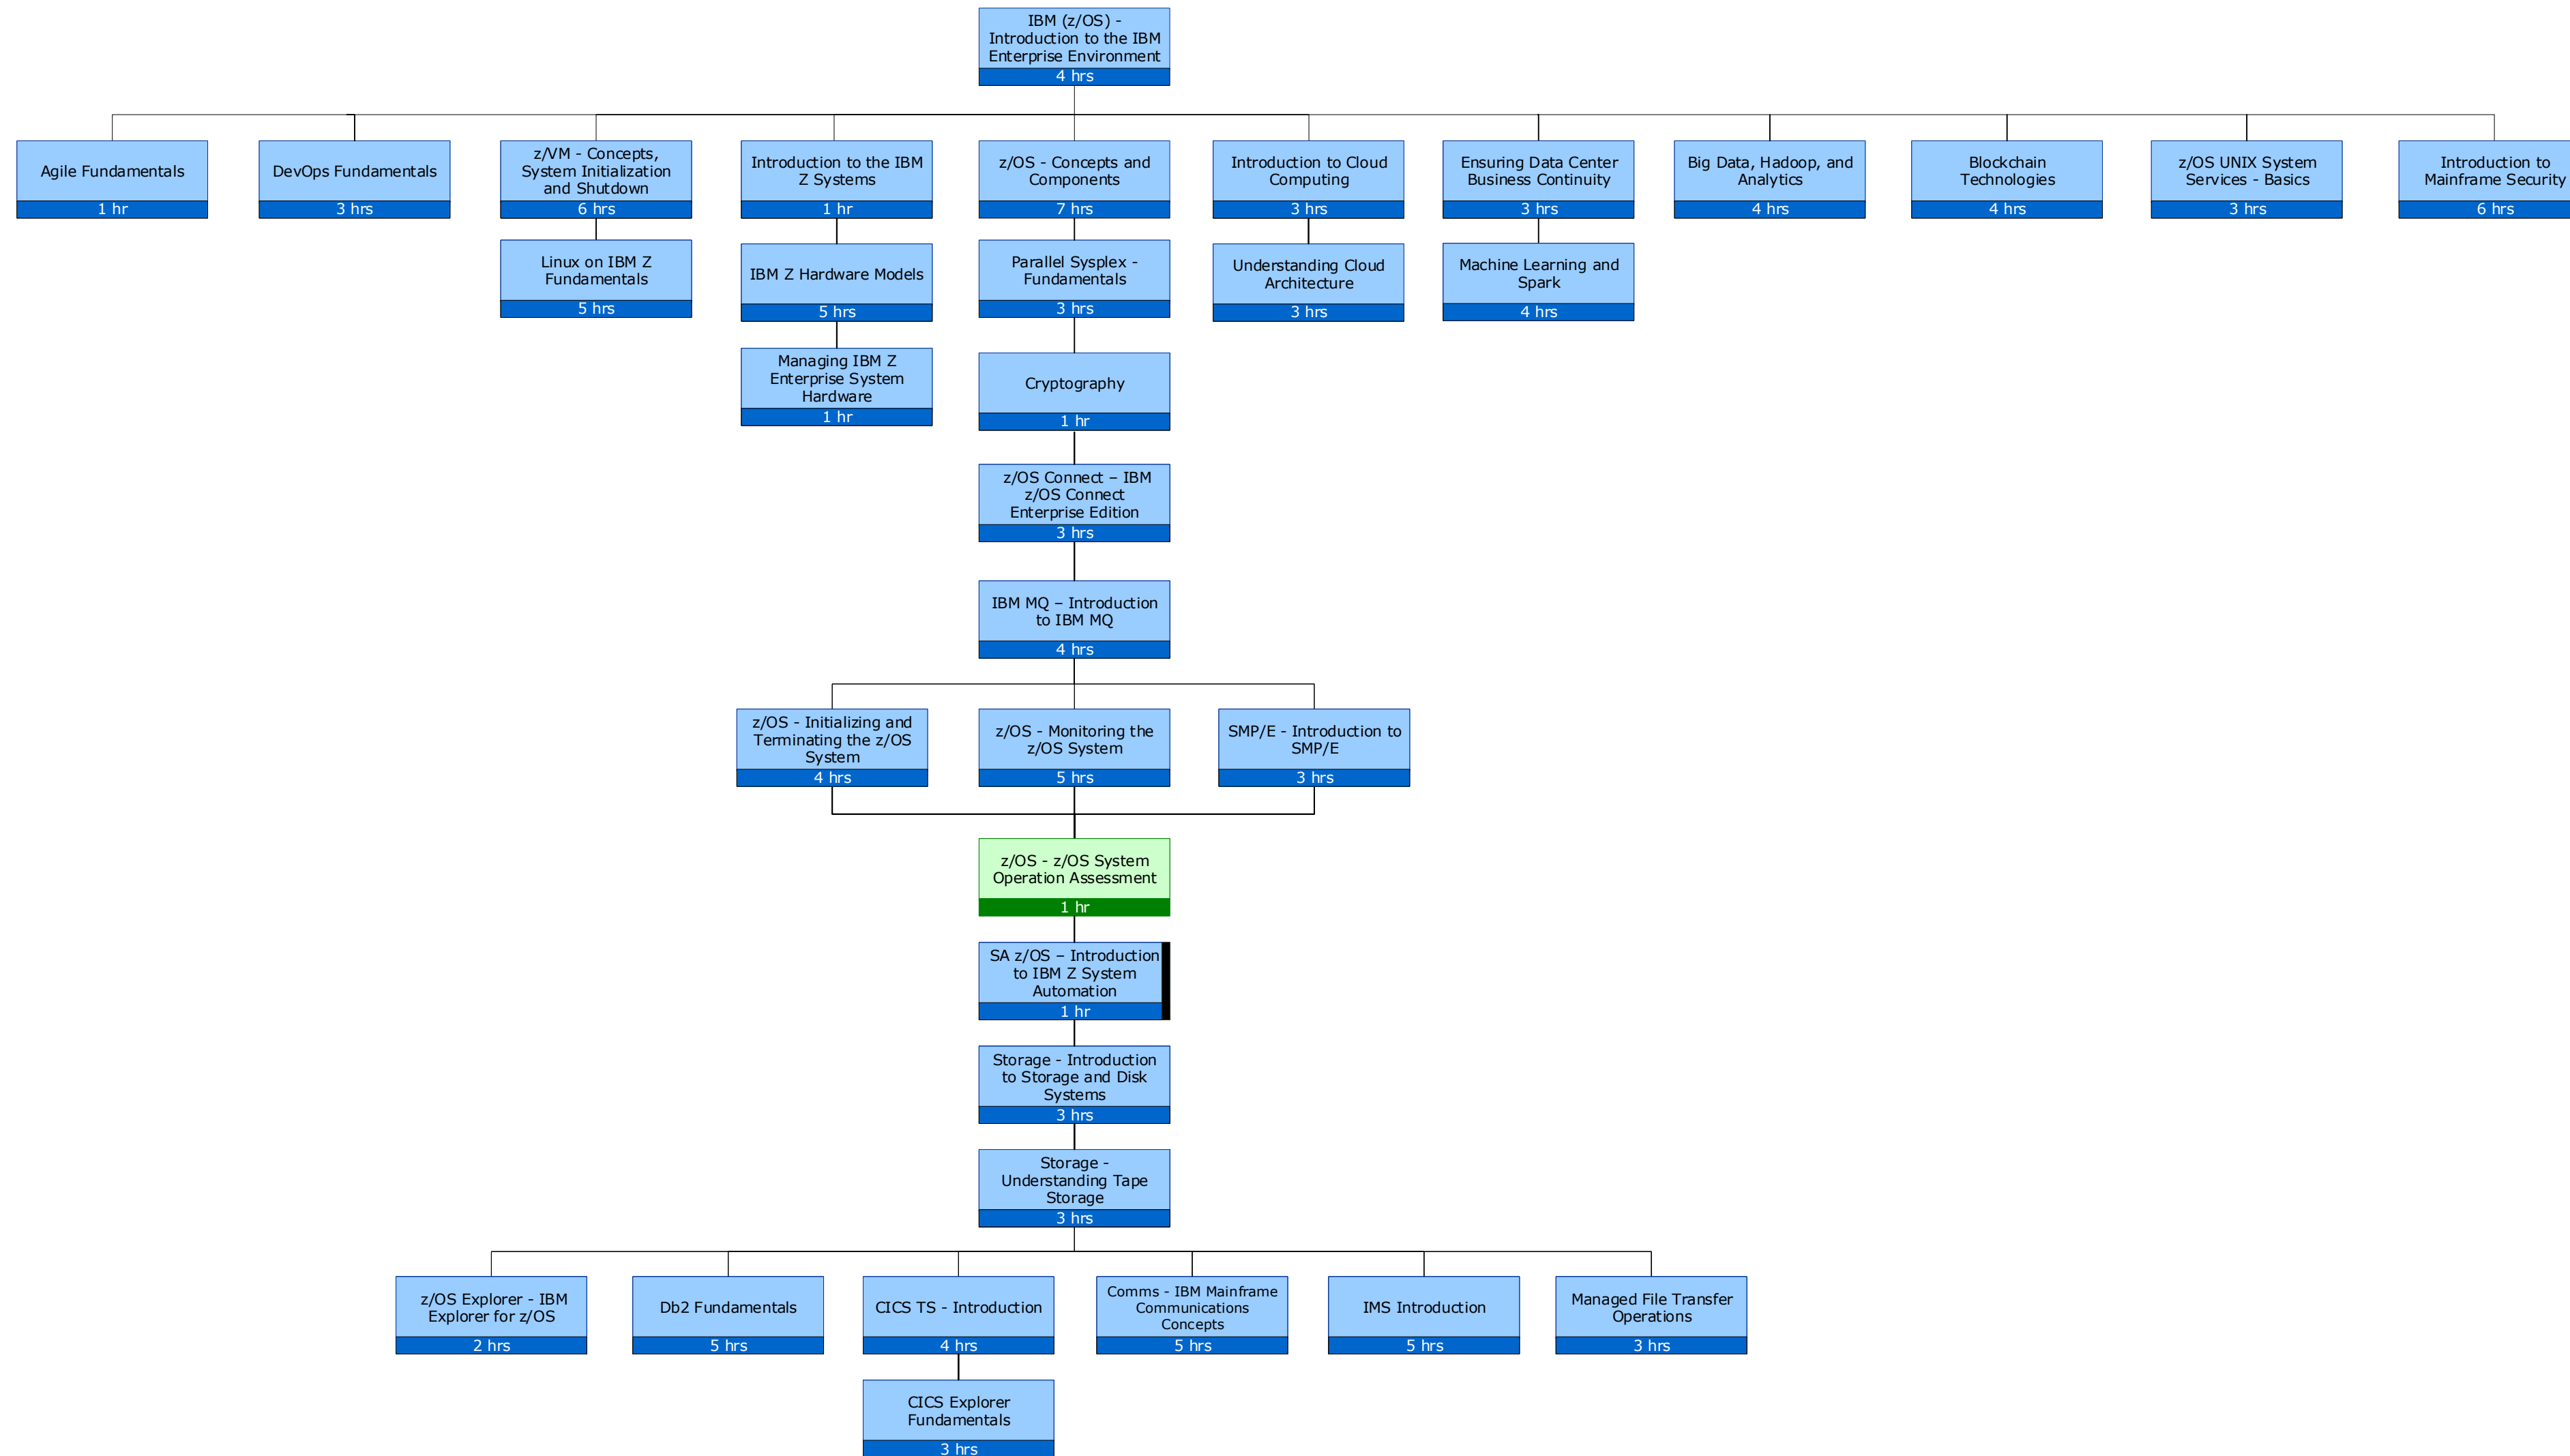 IBM (z/OS) -
Introduction to the IBM
Enterprise Environment
4 hrs
Agile Fundamentals
1 hr
DevOps Fundamentals
3 hrs
z/VM - Concepts,
System Initialization
and Shutdown
6 hrs
Introduction to the IBM
Z Systems
1 hr
z/OS - Concepts and
Components
7 hrs
Introduction to Cloud
Computing
3 hrs
Ensuring Data Center
Business Continuity
3 hrs
Big Data, Hadoop, and
Analytics
4 hrs
Blockchain
Technologies
4 hrs
z/OS UNIX System
Services - Basics
3 hrs
Introduction to
Mainframe Security
6 hrs
Linux on IBM Z
Fundamentals
5 hrs
IBM Z Hardware Models
5 hrs
Parallel Sysplex -
Fundamentals
3 hrs
Understanding Cloud
Architecture
3 hrs
Machine Learning and
Spark
4 hrs
Managing IBM Z
Enterprise System
Hardware
1 hr
Cryptography
1 hr
z/OS Connect – IBM
z/OS Connect
Enterprise Edition
3 hrs
IBM MQ – Introduction
to IBM MQ
4 hrs
z/OS - Initializing and
Terminating the z/OS
System
4 hrs
z/OS - Monitoring the
z/OS System
5 hrs
SMP/E - Introduction to
SMP/E
3 hrs
z/OS - z/OS System
Operation Assessment
1 hr
SA z/OS – Introduction
to IBM Z System
Automation
1 hr
Storage - Introduction
to Storage and Disk
Systems
3 hrs
Storage -
Understanding Tape
Storage
3 hrs
z/OS Explorer - IBM
Explorer for z/OS
2 hrs
Db2 Fundamentals
5 hrs
CICS TS - Introduction
4 hrs
Comms - IBM Mainframe
Communications
Concepts
5 hrs
IMS Introduction
5 hrs
Managed File Transfer
Operations
3 hrs
CICS Explorer
Fundamentals
3 hrs